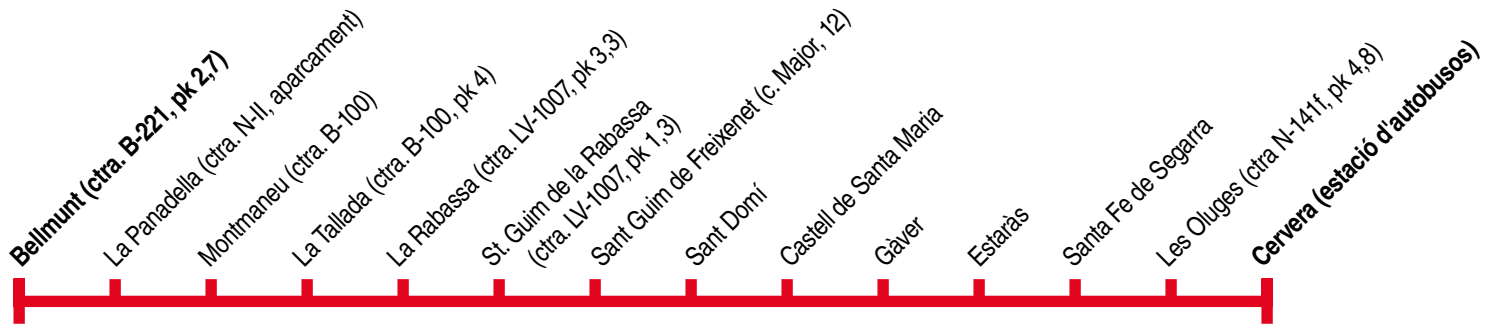 Bellmunt (ctra. B-221, pk 2,7)
La Panadella (ctra. N-II, aparcament)
Montmaneu (ctra. B-100)
La Tallada (ctra. B-100, pk 4)
La Rabassa (ctra. LV-1007, pk 3,3)
St. Guim de la Rabassa
(ctra. LV-1007, pk 1,3)
Sant Guim de Freixenet (c. Major, 12)
Sant Domí
Castell de Santa Maria
Gàver
Estaràs
Santa Fe de Segarra
Les Oluges (ctra N-141f, pk 4,8)
Cervera (estació d'autobusos)